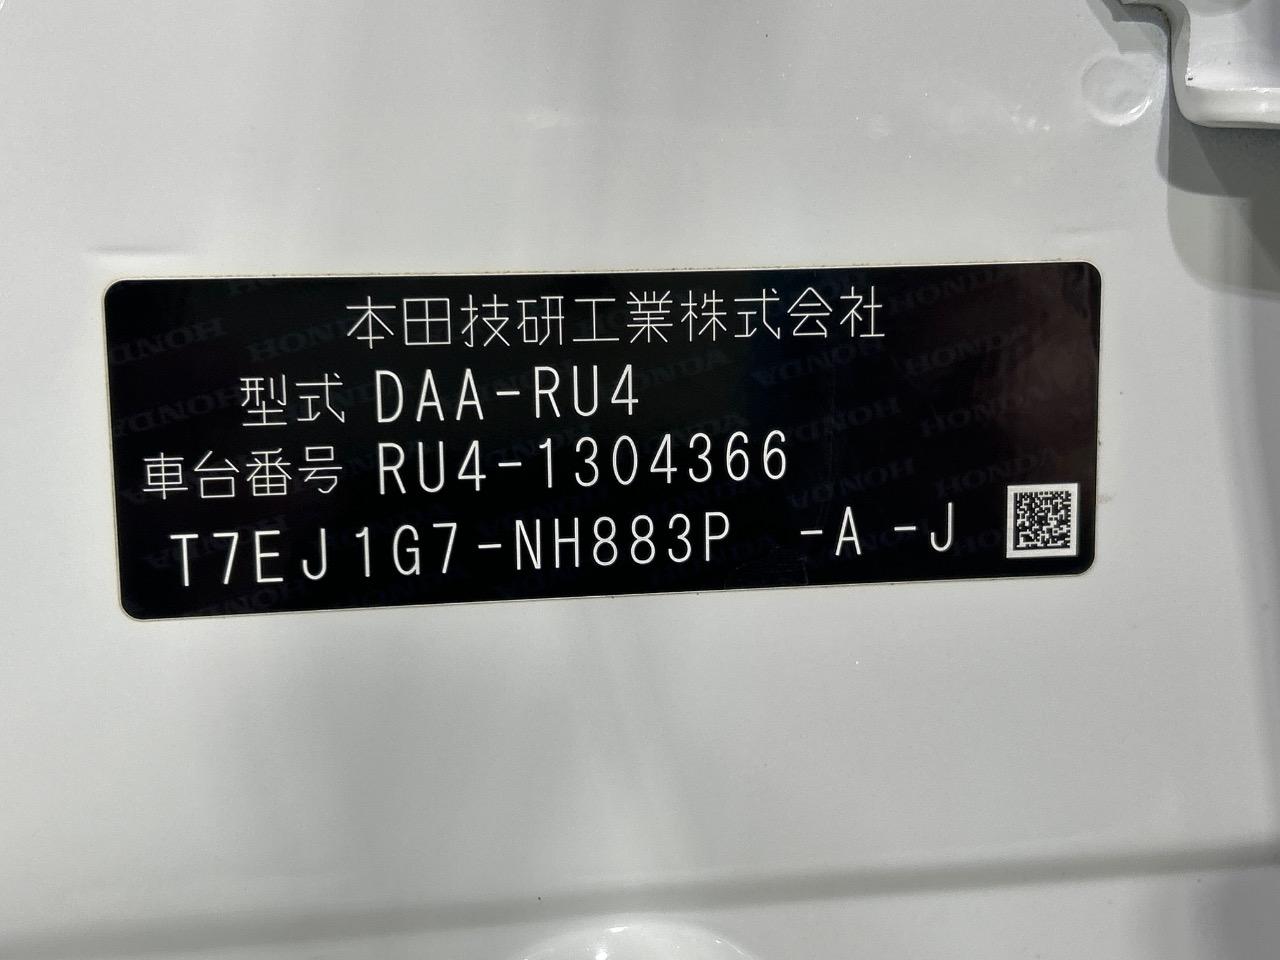 本田技研工業株式会社
型式 DAA-RU4
車台番号 RU4-1304366
T7EJ1G7-NH883P -A -J